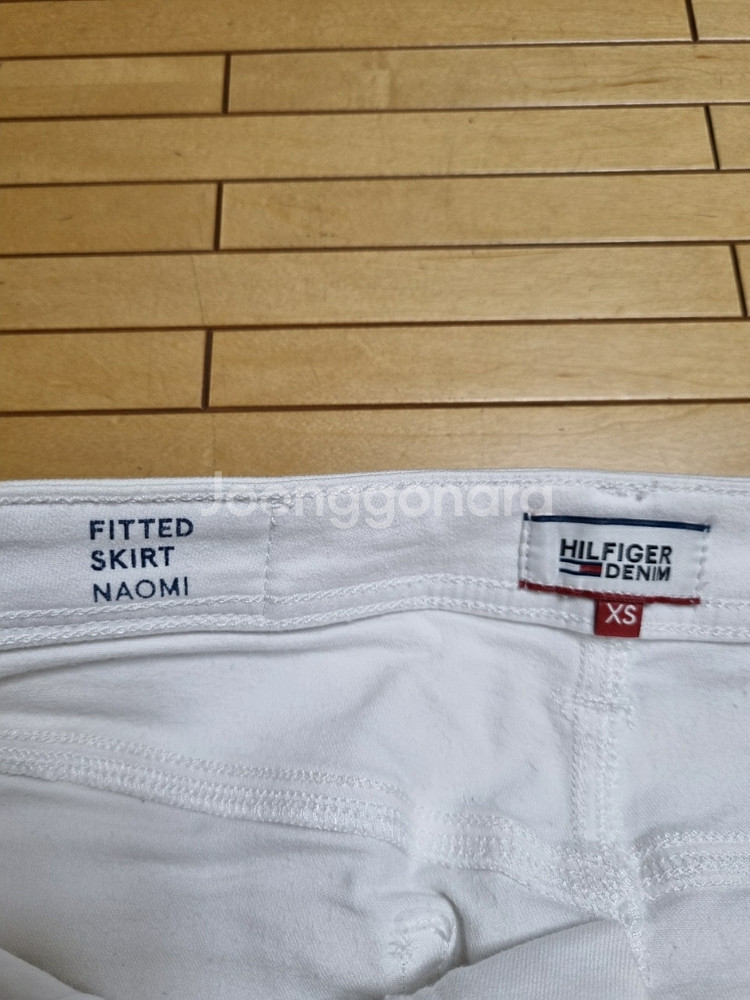 Joonggonara
FITTED
SKIRT
NAOMI
HILFIGER
DENIM
XS